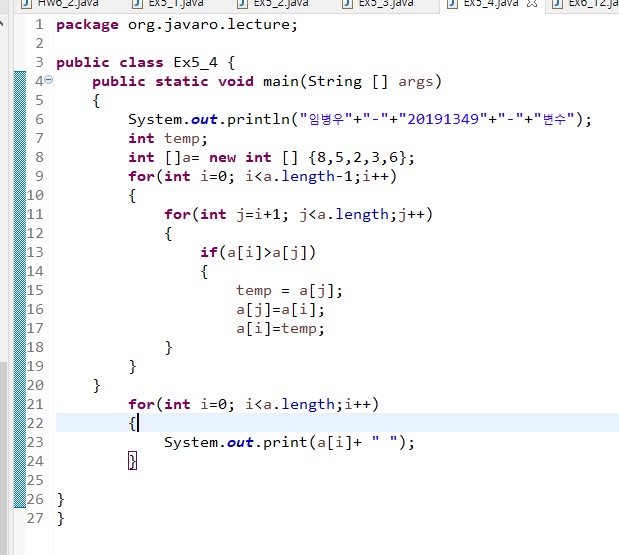 Hw6_2.java Ex5_1.java Ex5_2.java Ex5_3.java Ex5_4.java Ex6_12.ja
1 package org.javaro.lecture;
2
3 public class Ex5_4 {
4 public static void main(String [] args)
5 {
6 System.out.println("임병우"+"-"+"20191349"+"-"+"변수");
7 int temp;
8 int []a= new int [] {8,5,2,3,6};
9 for(int i=0; i<a.length-1;i++)
10 {
11 for(int j=i+1; j<a.length;j++)
12 {
13 if(a[i]>a[j])
14 {
15 temp = a[j];
16 a[j]=a[i];
17 a[i]=temp;
18 }
19 }
20 }
21 for(int i=0; i<a.length;i++)
22 {
23 System.out.print(a[i]+ " ");
24 }
25
26 }
27 }